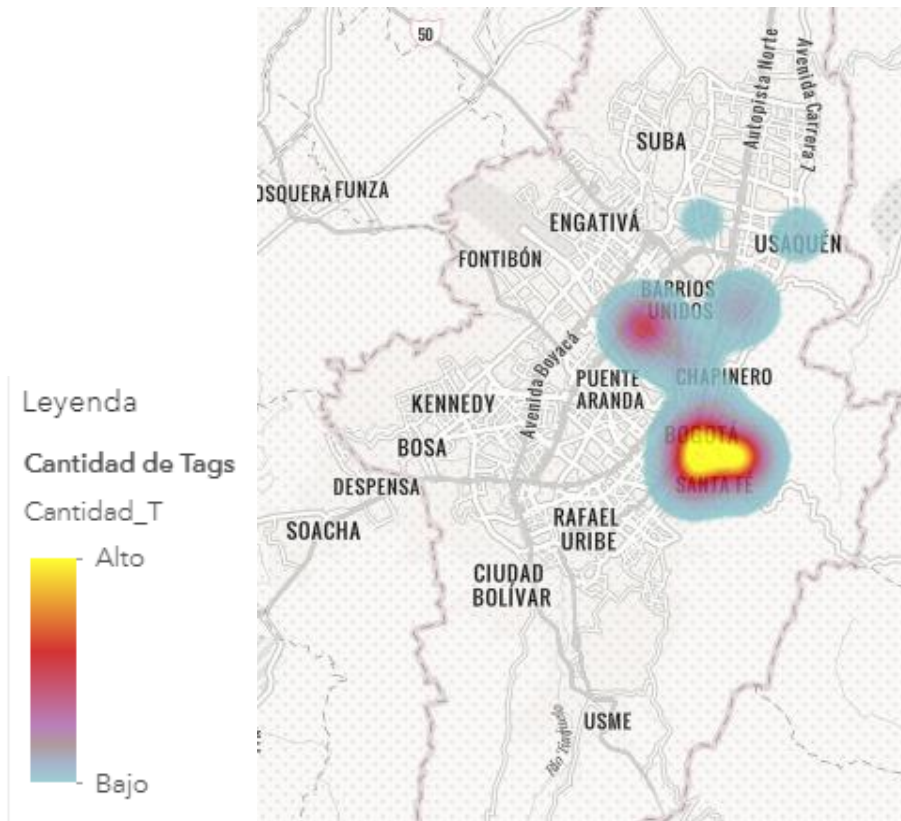 50
Autopista Norte
Avenida Carrera 7
SUBA
OSQUERA FUNZA
ENGATIVÁ
USAQUÉN
FONTIBÓN
BARRIOS
UNIDOS
Avenida Boyacá
PUENTE
ARANDA
CHAPINERO
KENNEDY
BOGOTÁ
BOSA
DESPENSA
SANTA FE
SOACHA
RAFAEL
URIBE
CIUDAD
BOLÍVAR
USME
Leyenda
Cantidad de Tags
Cantidad_T
Alto
Bajo